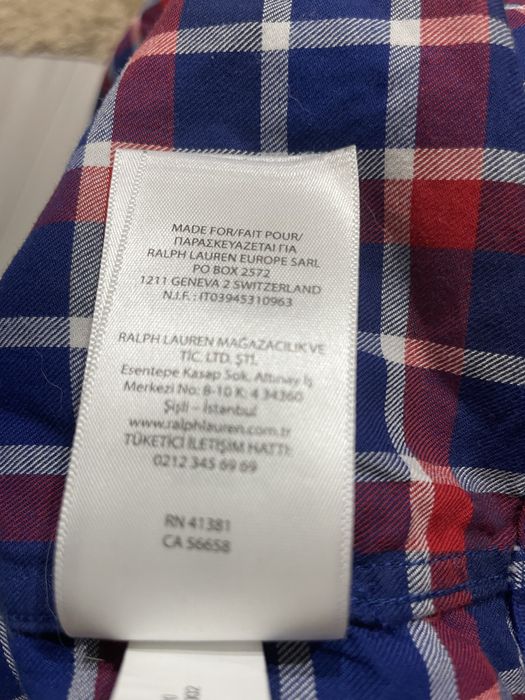 MADE FOR/FAIT POUR/
ΠΑΡΑΣΚΕΥΑΖΕΤΑΙ ΓΙΑ
RALPH LAUREN EUROPE SARL
PO BOX 2572
1211 GENEVA 2 SWITZERLAND
N.I.F. : IT03945310963
RALPH LAUREN MAĞAZACILIK VE
TİC. LTD. ŞTİ.
Esentepe Kasap Sok. Altınay İş
Merkezi No: 8-10 K: 4 34360
Şişli - İstanbul
www.ralphlauren.com.tr
TÜKETİCİ İLETİŞİM HATTI:
0212 345 69 69
RN 41381
CA 56658